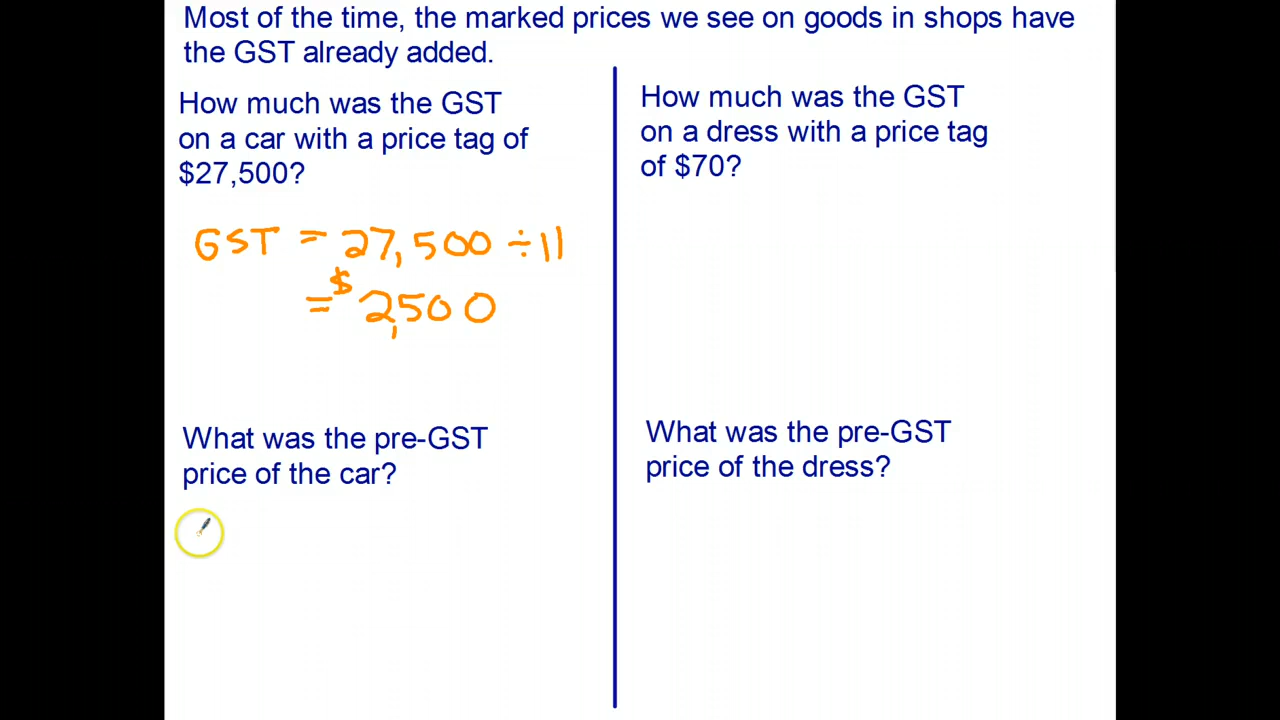 Most of the time, the marked prices we see on goods in shops have
the GST already added.
How much was the GST
on a car with a price tag of
$27,500?
GST = 27,500 ÷ 11
= $2,500
What was the pre-GST
price of the car?
How much was the GST
on a dress with a price tag
of $70?
What was the pre-GST
price of the dress?